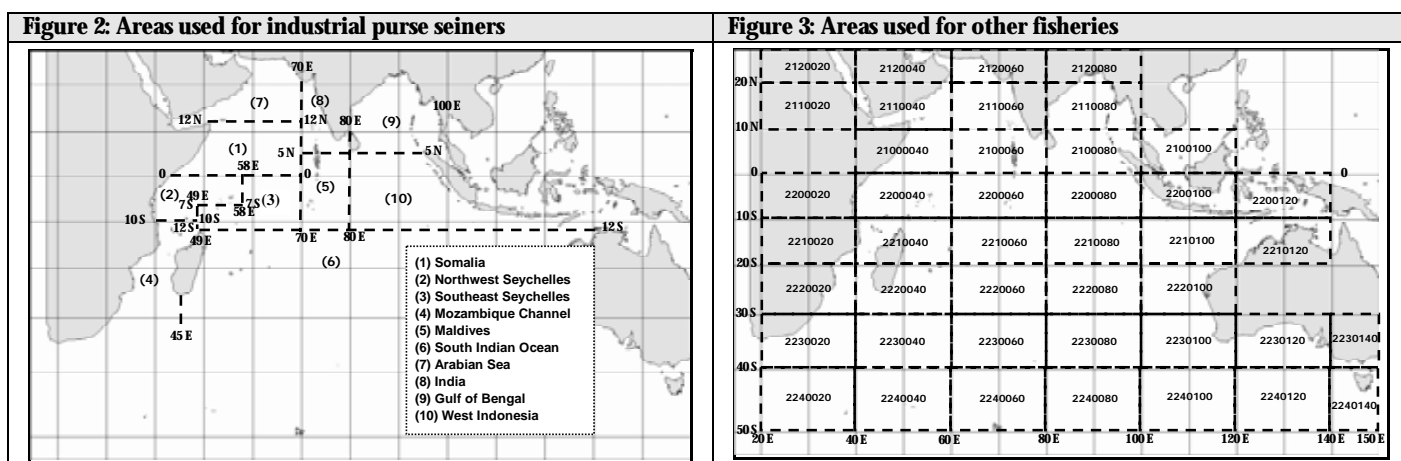 Figure 2: Areas used for industrial purse seiners
70 E
(7)
(8)
100 E
12 N
12 N
80 E
(9)
(1)
5 N
5 N
58 E
0
0
(2)
49 E
(3)
(5)
(10)
7 S
7 S
58 E
10 S
10 S
12 S
12 S
49 E
70 E
80 E
(6)
(4)
45 E
(1) Somalia
(2) Northwest Seychelles
(3) Southeast Seychelles
(4) Mozambique Channel
(5) Maldives
(6) South Indian Ocean
(7) Arabian Sea
(8) India
(9) Gulf of Bengal
(10) West Indonesia
Figure 3: Areas used for other fisheries
2120020 2120040 2120060 2120080
20 N
2110020 2110040 2110060 2110080
10 N
21000040 2100060 2100080 2100100
0 0
2200020 2200040 2200060 2200080 2200100
2200120
10 S
2210020 2210040 2210060 2210080 2210100
2210120
20 S
2220020 2220040 2220060 2220080 2220100
30 S
2230020 2230040 2230060 2230080 2230100 2230120 2230140
40 S
2240020 2240040 2240060 2240080 2240100 2240120 2240140
50 S
20 E 40 E 60 E 80 E 100 E 120 E 140 E 150 E